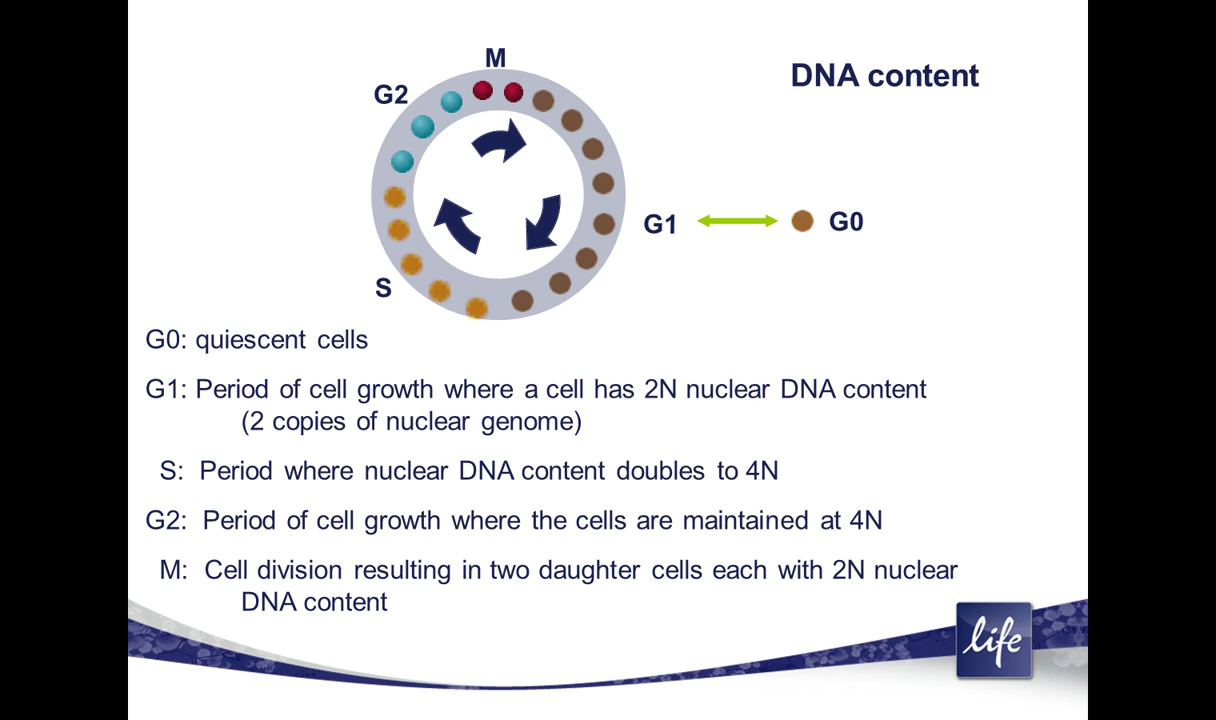 M
DNA content
G2
G1
G0
S
G0: quiescent cells
G1: Period of cell growth where a cell has 2N nuclear DNA content
(2 copies of nuclear genome)
S: Period where nuclear DNA content doubles to 4N
G2: Period of cell growth where the cells are maintained at 4N
M: Cell division resulting in two daughter cells each with 2N nuclear
DNA content
life